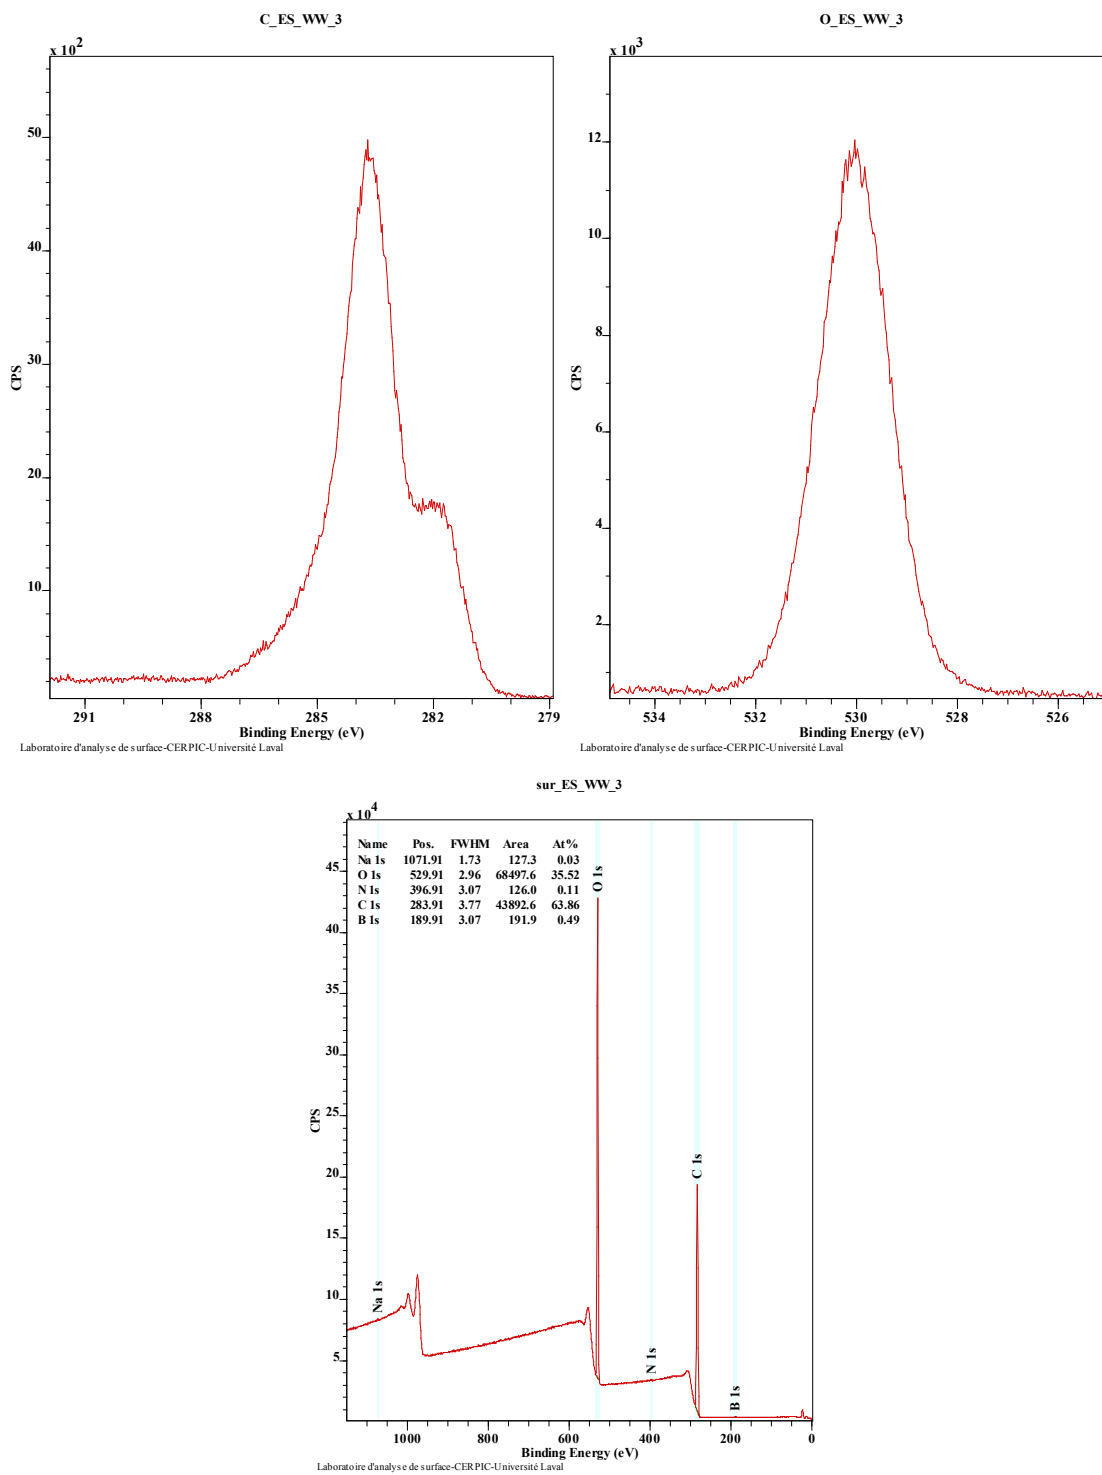 C_ES_WW_3
x 10^2
50
40
30
20
10
CPS
291 288 285 282 279
Binding Energy (eV)
Laboratoire d'analyse de surface-CERPIC-Université Laval
O_ES_WW_3
x 10^3
12
10
8
6
4
2
CPS
534 532 530 528 526
Binding Energy (eV)
Laboratoire d'analyse de surface-CERPIC-Université Laval
sur_ES_WW_3
x 10^4
Name Pos. FWHM Area At%
Na 1s 1071.91 1.73 127.3 0.03
O 1s 529.91 2.96 68497.6 35.52
N 1s 396.91 3.07 126.0 0.11
C 1s 283.91 3.77 43892.6 63.86
B 1s 189.91 3.07 191.9 0.49
45
40
35
30
25
20
15
10
5
CPS
Na 1s
O 1s
N 1s
C 1s
B 1s
1000 800 600 400 200 0
Binding Energy (eV)
Laboratoire d'analyse de surface-CERPIC-Université Laval